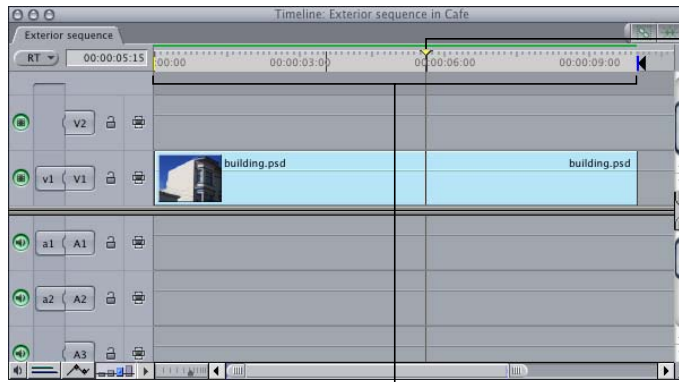 Timeline: Exterior sequence in Cafe
Exterior sequence
RT 00:00:05:15 :00:00 00:00:03:00 00:00:06:00 00:00:09:00
V2
building.psd building.psd
v1 V1
a1 A1
a2 A2
A3